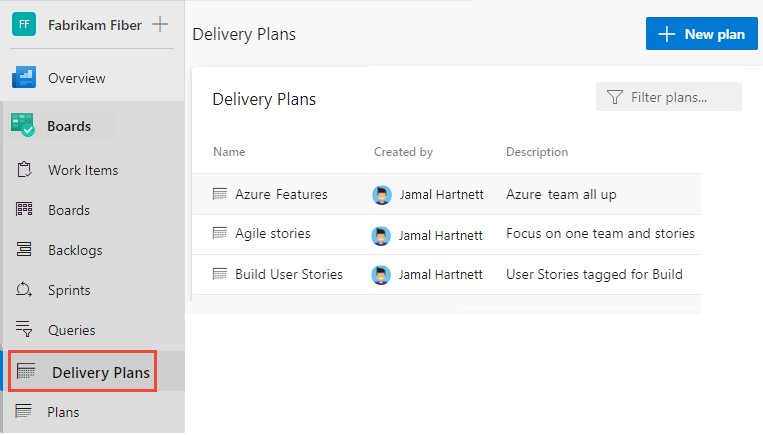 FF Fabrikam Fiber
Overview
Boards
Work Items
Boards
Backlogs
Sprints
Queries
Delivery Plans
Plans
Delivery Plans
New plan
Delivery Plans
Filter plans...
Name Created by Description
Azure Features Jamal Hartnett Azure team all up
Agile stories Jamal Hartnett Focus on one team and stories
Build User Stories Jamal Hartnett User Stories tagged for Build